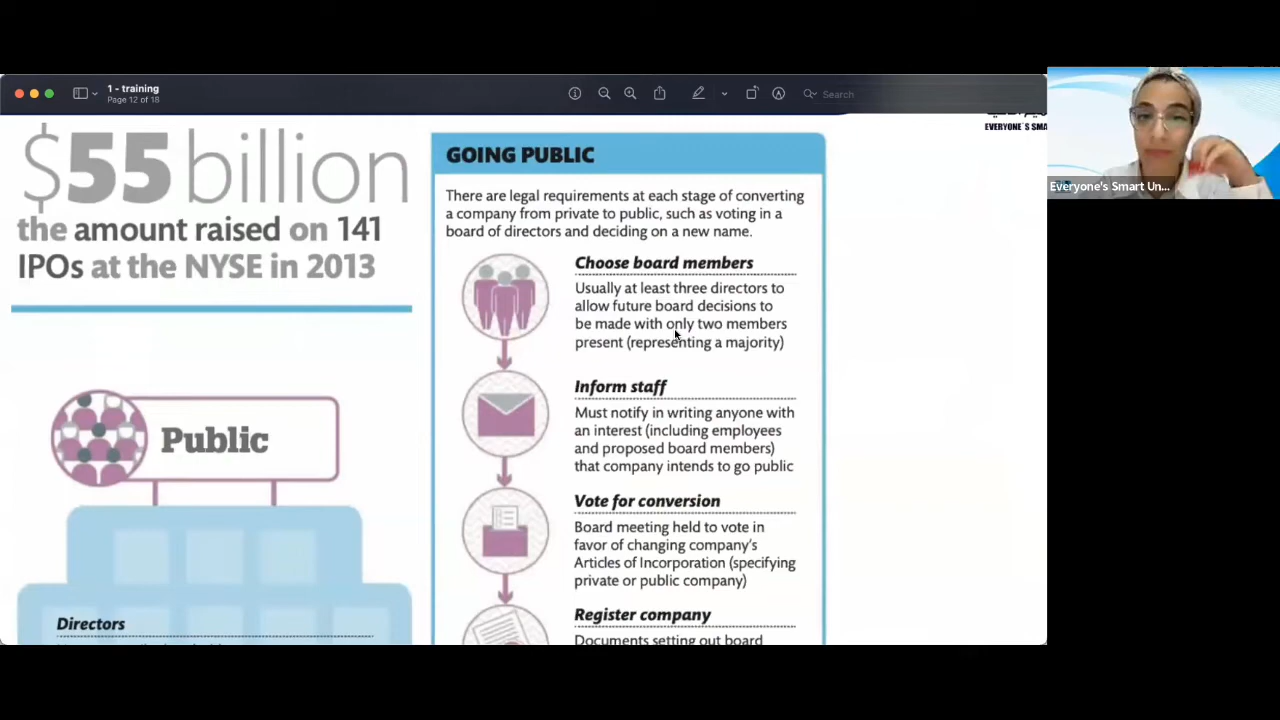 1 - training
Page 12 of 18
Search
EVERYONE`S SMA
Everyone's Smart Un...
$55 billion
the amount raised on 141
IPOs at the NYSE in 2013
Public
Directors
GOING PUBLIC
There are legal requirements at each stage of converting
a company from private to public, such as voting in a
board of directors and deciding on a new name.
Choose board members
Usually at least three directors to
allow future board decisions to
be made with only two members
present (representing a majority)
Inform staff
Must notify in writing anyone with
an interest (including employees
and proposed board members)
that company intends to go public
Vote for conversion
Board meeting held to vote in
favor of changing company's
Articles of Incorporation (specifying
private or public company)
Register company
Documents setting out board